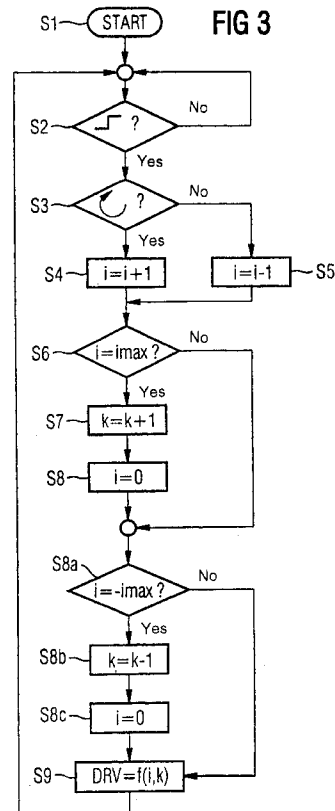 FIG 3
S1 START
S2 ? No
Yes
S3 ? No
Yes
S4 i=i+1 i=i-1 S5
S6 i=imax? No
Yes
S7 k=k+1
S8 i=0
S8a i=-imax? No
Yes
S8b k=k-1
S8c i=0
S9 DRV=f(i,k)